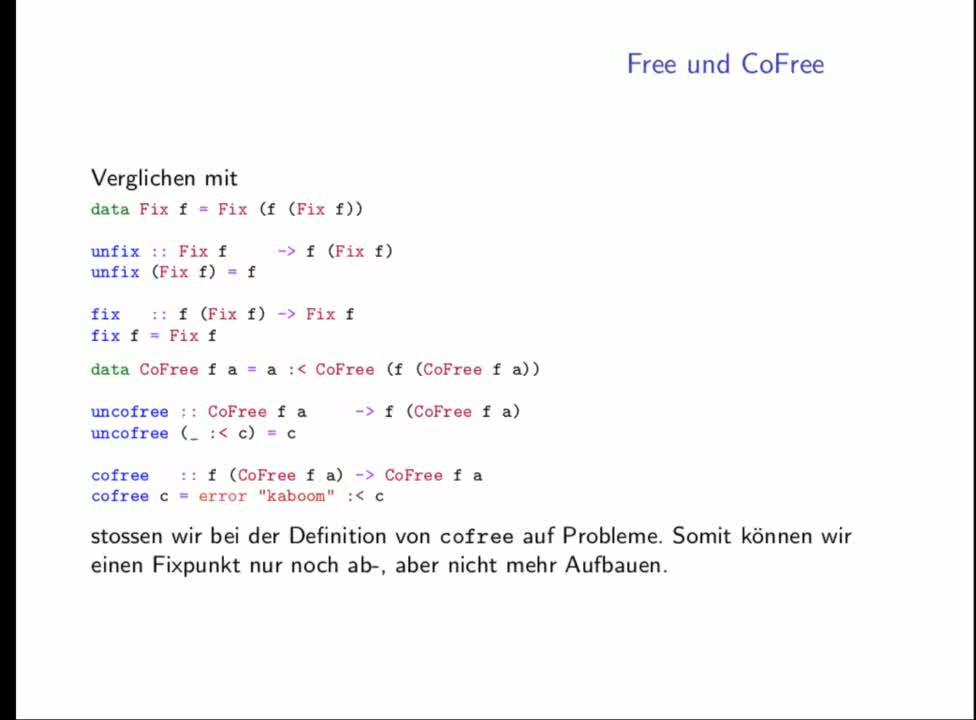 Free und CoFree
Verglichen mit
data Fix f = Fix (f (Fix f))
unfix :: Fix f     -> f (Fix f)
unfix (Fix f) = f
fix   :: f (Fix f) -> Fix f
fix f = Fix f
data CoFree f a = a :< CoFree (f (CoFree f a))
uncofree :: CoFree f a     -> f (CoFree f a)
uncofree (_ :< c) = c
cofree   :: f (CoFree f a) -> CoFree f a
cofree c = error "kaboom" :< c
stossen wir bei der Definition von cofree auf Probleme. Somit können wir
einen Fixpunkt nur noch ab-, aber nicht mehr Aufbauen.